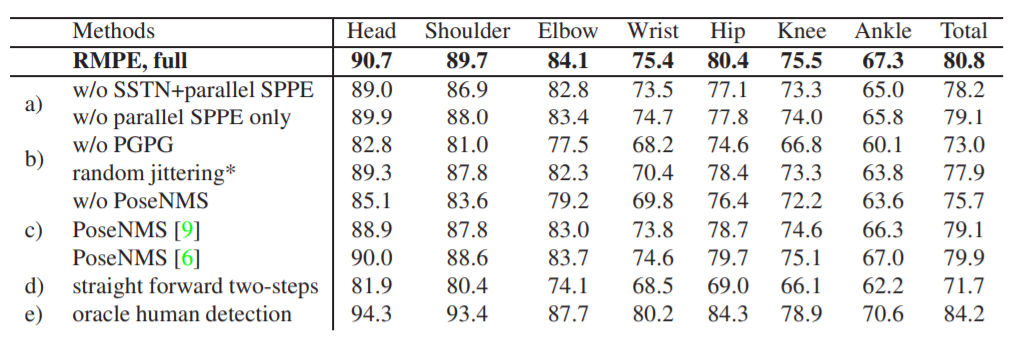 Methods Head Shoulder Elbow Wrist Hip Knee Ankle Total
RMPE, full 90.7 89.7 84.1 75.4 80.4 75.5 67.3 80.8
a) w/o SSTN+parallel SPPE 89.0 86.9 82.8 73.5 77.1 73.3 65.0 78.2
w/o parallel SPPE only 89.9 88.0 83.4 74.7 77.8 74.0 65.8 79.1
b) w/o PGPG 82.8 81.0 77.5 68.2 74.6 66.8 60.1 73.0
random jittering* 89.3 87.8 82.3 70.4 78.4 73.3 63.8 77.9
w/o PoseNMS 85.1 83.6 79.2 69.8 76.4 72.2 63.6 75.7
c) PoseNMS [9] 88.9 87.8 83.0 73.8 78.7 74.6 66.3 79.1
PoseNMS [6] 90.0 88.6 83.7 74.6 79.7 75.1 67.0 79.9
d) straight forward two-steps 81.9 80.4 74.1 68.5 69.0 66.1 62.2 71.7
e) oracle human detection 94.3 93.4 87.7 80.2 84.3 78.9 70.6 84.2